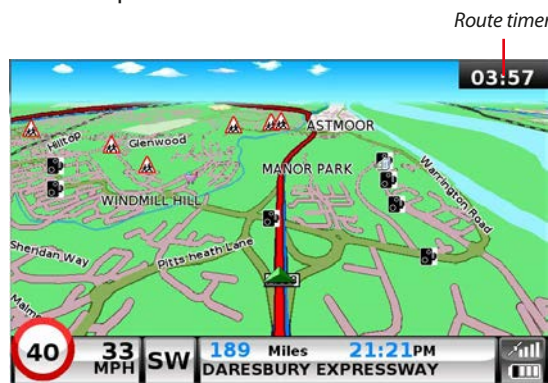 Route timer
03:57
ASTMOOR
Hilltop
Glenwood
MANOR PARK
Warrington Road
WINDMILL HILL
Sheridan Way
Pitts heath Lane
40
33
MPH
SW
189 Miles 21:21PM
DARESBURY EXPRESSWAY